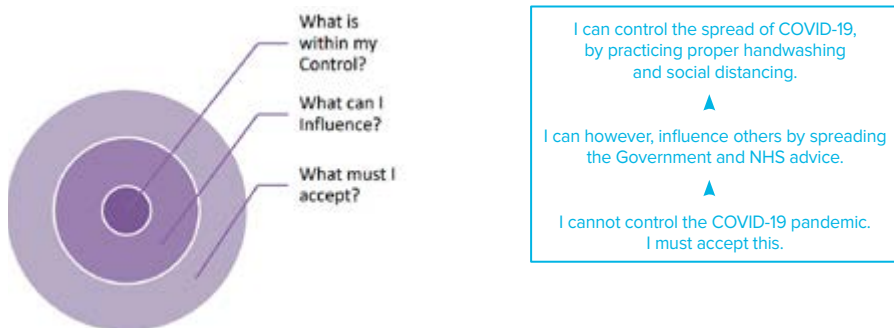 What is
within my
Control?
What can I
Influence?
What must I
accept?
I can control the spread of COVID-19,
by practicing proper handwashing
and social distancing.
I can however, influence others by spreading
the Government and NHS advice.
I cannot control the COVID-19 pandemic.
I must accept this.